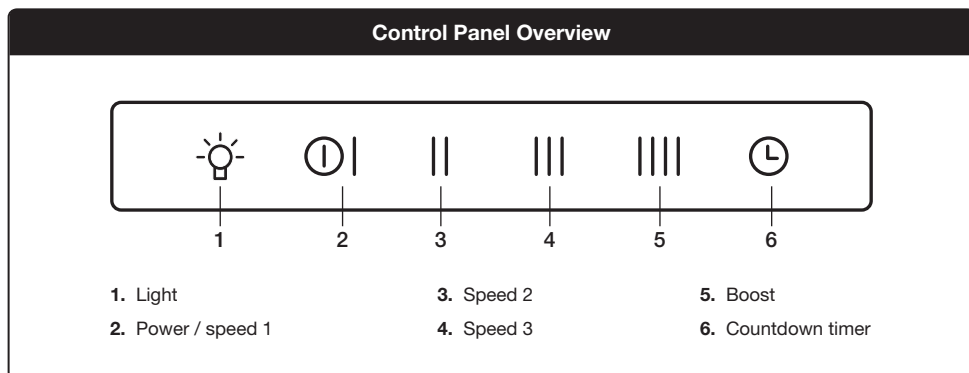 Control Panel Overview
1 2 3 4 5 6
1. Light
2. Power / speed 1
3. Speed 2
4. Speed 3
5. Boost
6. Countdown timer